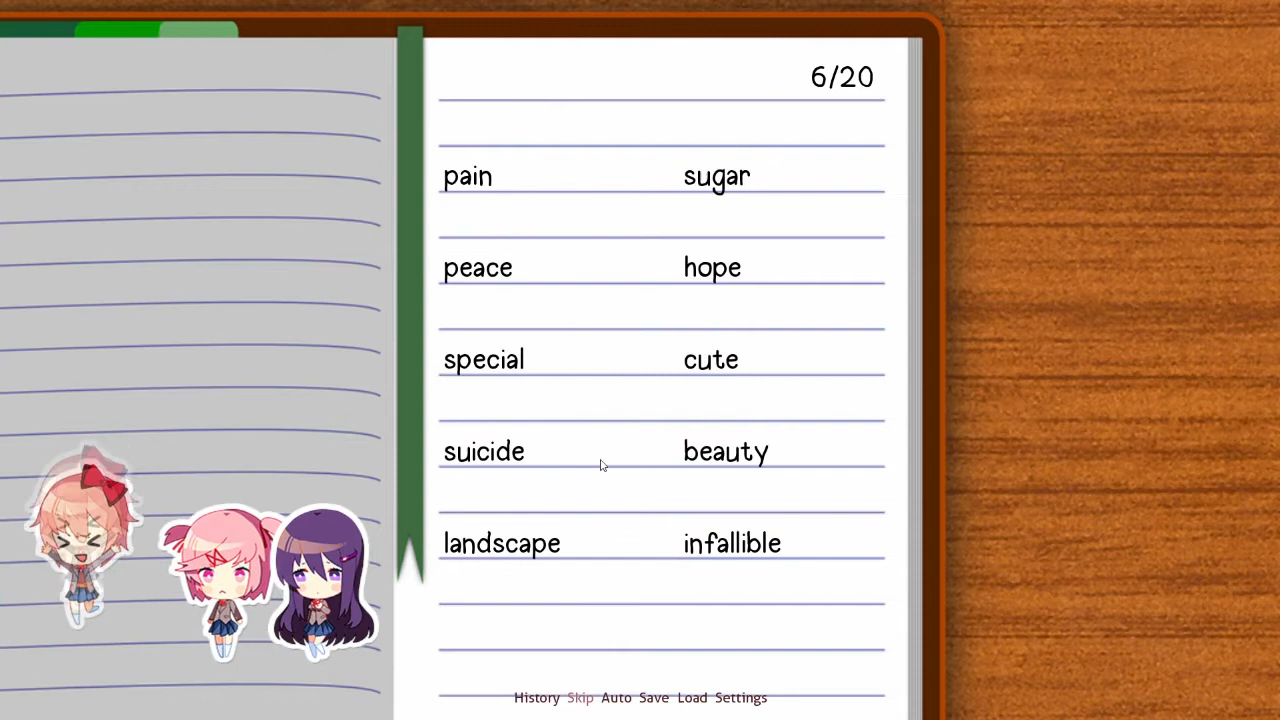 6/20
pain sugar
peace hope
special cute
suicide beauty
landscape infallible
History Skip Auto Save Load Settings